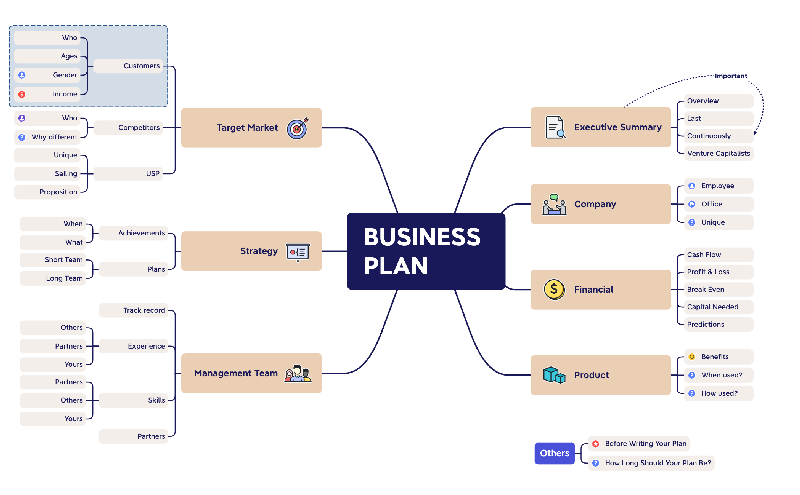 BUSINESS
PLAN
Target Market
Customers
Who
Ages
Gender
Income
Competitors
Who
Why different
USP
Unique
Selling
Proposition
Strategy
Achievements
When
What
Plans
Short Team
Long Team
Management Team
Track record
Experience
Others
Partners
Yours
Skills
Partners
Others
Yours
Partners
Important
Executive Summary
Overview
Last
Continuously
Venture Capitalists
Company
Employee
Office
Unique
Financial
Cash Flow
Profit & Loss
Break Even
Capital Needed
Predictions
Product
Benefits
When used?
How used?
Others
Before Writing Your Plan
How Long Should Your Plan Be?